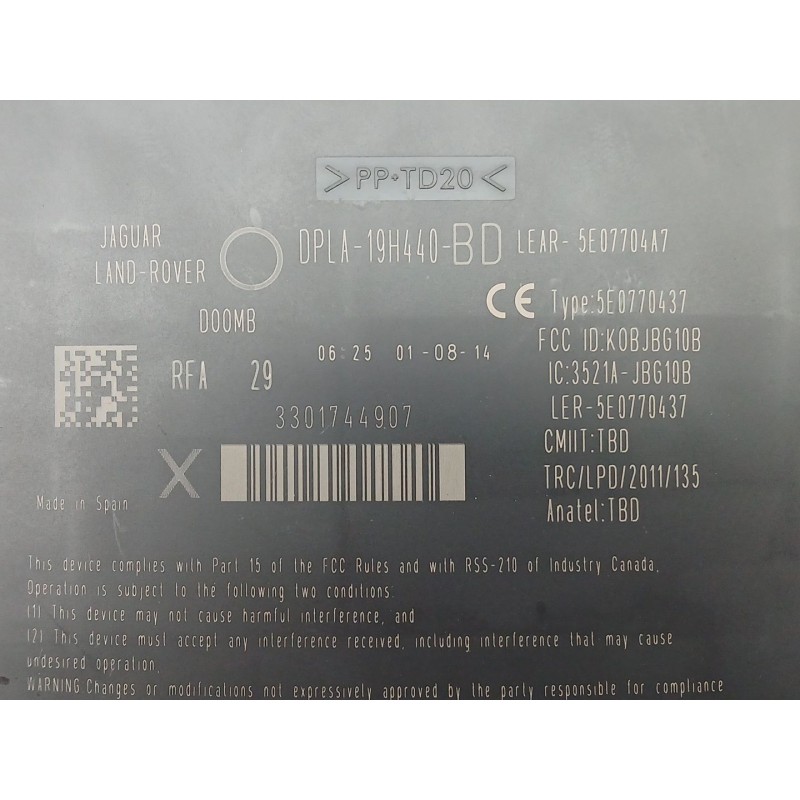 >PP+TD20<
JAGUAR
LAND-ROVER
DPLA-19H440-BD LEAR- 5E07704A7
CE Type:5E0770437
D00MB
FCC ID:KOBJBG10B
06:25 01-08-14
RFA 29
IC:3521A-JBG10B
3301744907
LER-5E0770437
CMIIT:TBD
X
TRC/LPD/2011/135
Made in Spain
Anatel:TBD
This device complies with Part 15 of the FCC Rules and with RSS-210 of Industry Canada.
Operation is subject to the following two conditions:
(1) This device may not cause harmful interference, and
(2) This device must accept any interference received, including interference that may cause
undesired operation.
WARNING: Changes or modifications not expressively approved by the party responsible for compliance